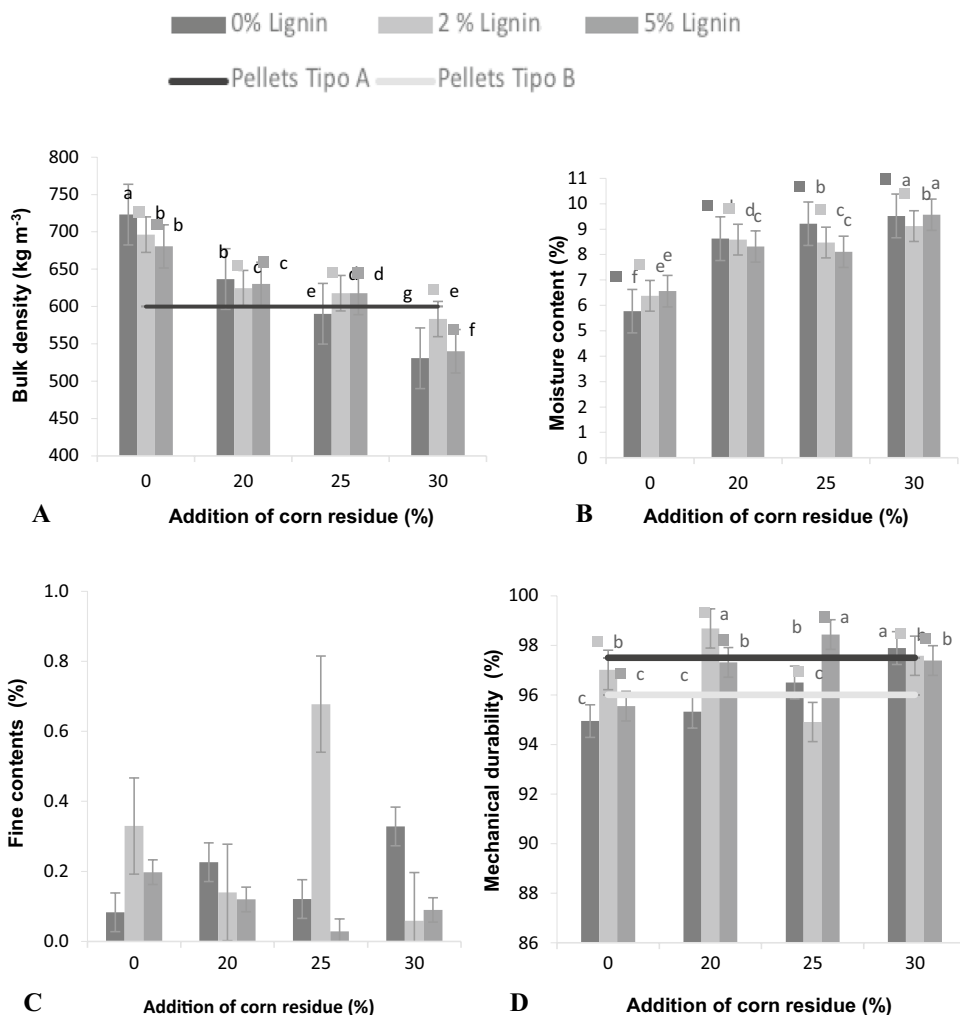 0% Lignin 2 % Lignin 5% Lignin
Pellets Tipo A Pellets Tipo B
Bulk density (kg m-3)
800
750
700
650
600
550
500
450
400
a b b
b c c
e d d
g e f
0 20 25 30
A Addition of corn residue (%)
Moisture content (%)
11
10
9
8
7
6
5
4
3
2
1
0
f e e
d c
b c c
a b a
0 20 25 30
B Addition of corn residue (%)
Fine contents (%)
1.0
0.8
0.6
0.4
0.2
0.0
0 20 25 30
C Addition of corn residue (%)
Mechanical durability (%)
100
98
96
94
92
90
88
86
c b c
c a b
b c a
a b b
0 20 25 30
D Addition of corn residue (%)